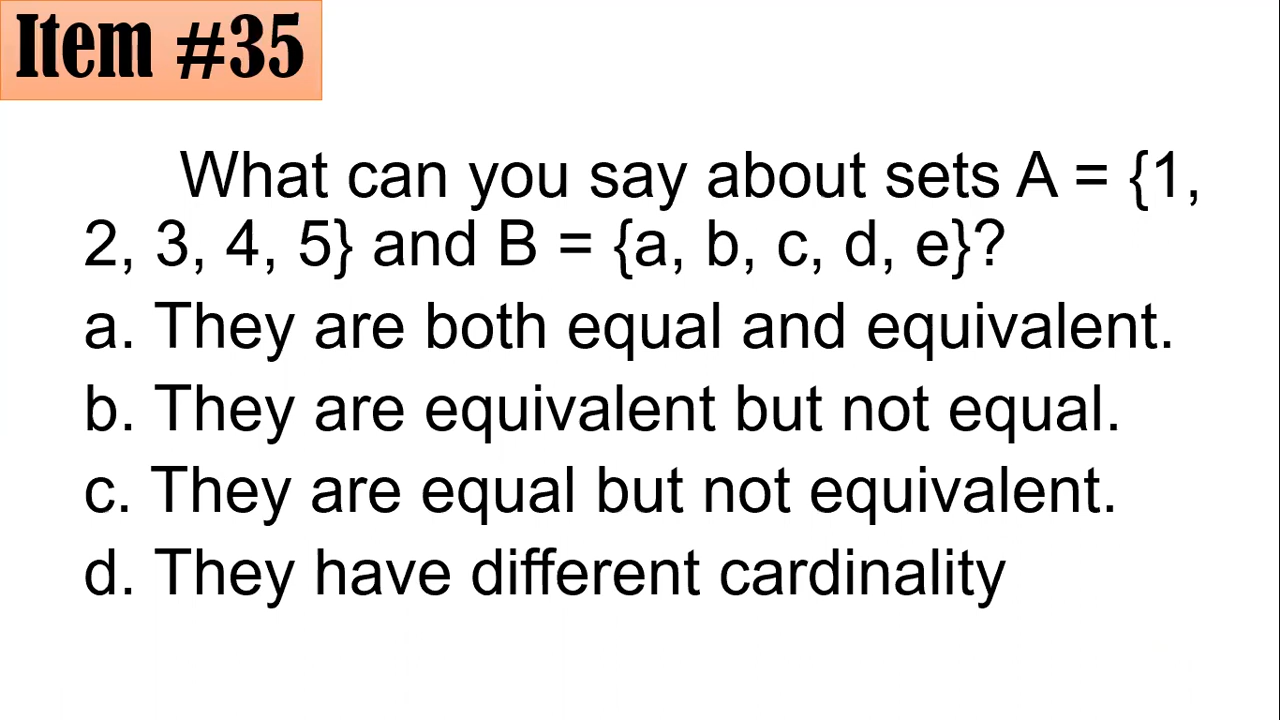 Item #35
What can you say about sets A = {1,
2, 3, 4, 5} and B = {a, b, c, d, e}?
a. They are both equal and equivalent.
b. They are equivalent but not equal.
c. They are equal but not equivalent.
d. They have different cardinality